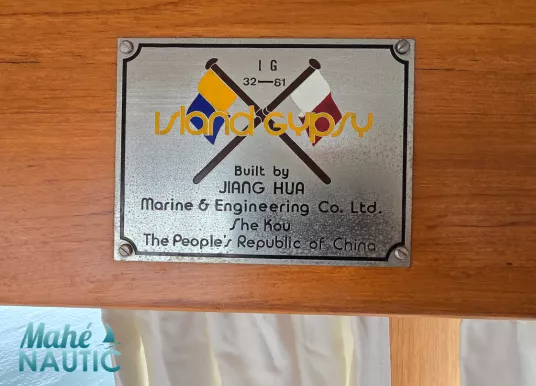 I G
32—81
Island Gypsy
Built by
JIANG HUA
Marine & Engineering Co. Ltd.
She Kou
The People's Republic of China
Mahé
NAUTIC